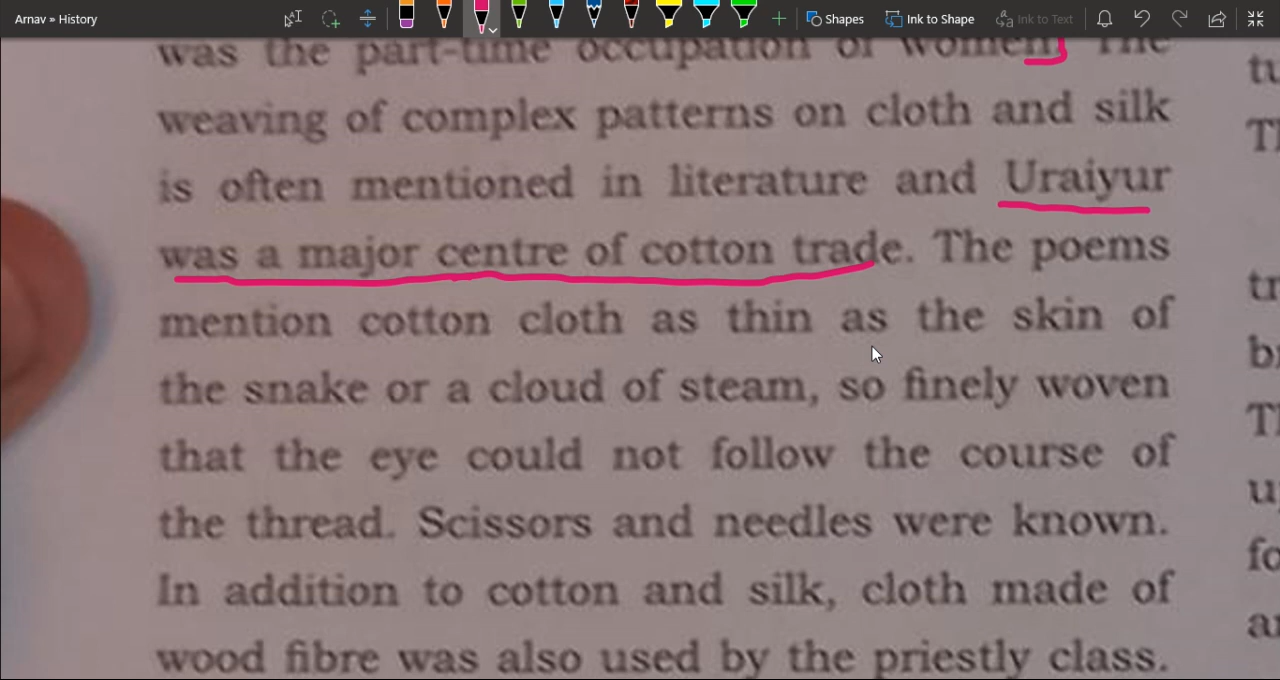 Arnav » History
Shapes
Ink to Shape
Ink to Text
was the part-time occupation of women. The
weaving of complex patterns on cloth and silk
is often mentioned in literature and Uraiyur
was a major centre of cotton trade. The poems
mention cotton cloth as thin as the skin of
the snake or a cloud of steam, so finely woven
that the eye could not follow the course of
the thread. Scissors and needles were known.
In addition to cotton and silk, cloth made of
wood fibre was also used by the priestly class.